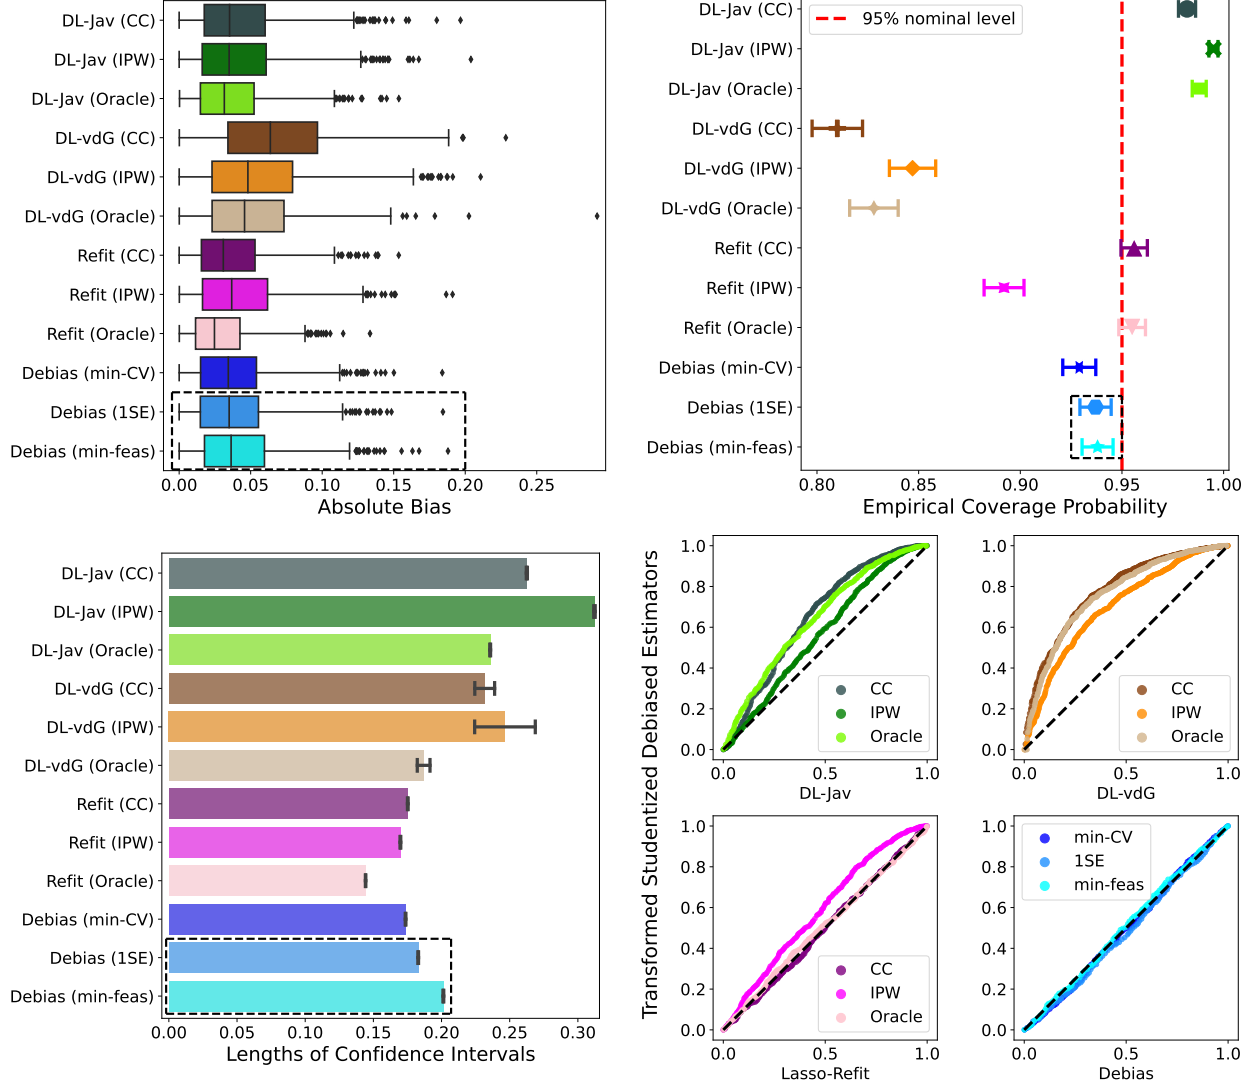 DL-Jav (CC)
DL-Jav (IPW)
DL-Jav (Oracle)
DL-vdG (CC)
DL-vdG (IPW)
DL-vdG (Oracle)
Refit (CC)
Refit (IPW)
Refit (Oracle)
Debias (min-CV)
Debias (1SE)
Debias (min-feas)
0.00 0.05 0.10 0.15 0.20 0.25
Absolute Bias
95% nominal level
DL-Jav (CC)
DL-Jav (IPW)
DL-Jav (Oracle)
DL-vdG (CC)
DL-vdG (IPW)
DL-vdG (Oracle)
Refit (CC)
Refit (IPW)
Refit (Oracle)
Debias (min-CV)
Debias (1SE)
Debias (min-feas)
0.80 0.85 0.90 0.95 1.00
Empirical Coverage Probability
DL-Jav (CC)
DL-Jav (IPW)
DL-Jav (Oracle)
DL-vdG (CC)
DL-vdG (IPW)
DL-vdG (Oracle)
Refit (CC)
Refit (IPW)
Refit (Oracle)
Debias (min-CV)
Debias (1SE)
Debias (min-feas)
0.00 0.05 0.10 0.15 0.20 0.25 0.30
Lengths of Confidence Intervals
Transformed Studentized Debiased Estimators
1.0
0.8
0.6
0.4
0.2
0.0
CC
IPW
Oracle
0.0 0.5 1.0
DL-Jav
1.0
0.8
0.6
0.4
0.2
0.0
CC
IPW
Oracle
0.0 0.5 1.0
DL-vdG
1.0
0.8
0.6
0.4
0.2
0.0
CC
IPW
Oracle
0.0 0.5 1.0
Lasso-Refit
1.0
0.8
0.6
0.4
0.2
0.0
min-CV
1SE
min-feas
0.0 0.5 1.0
Debias